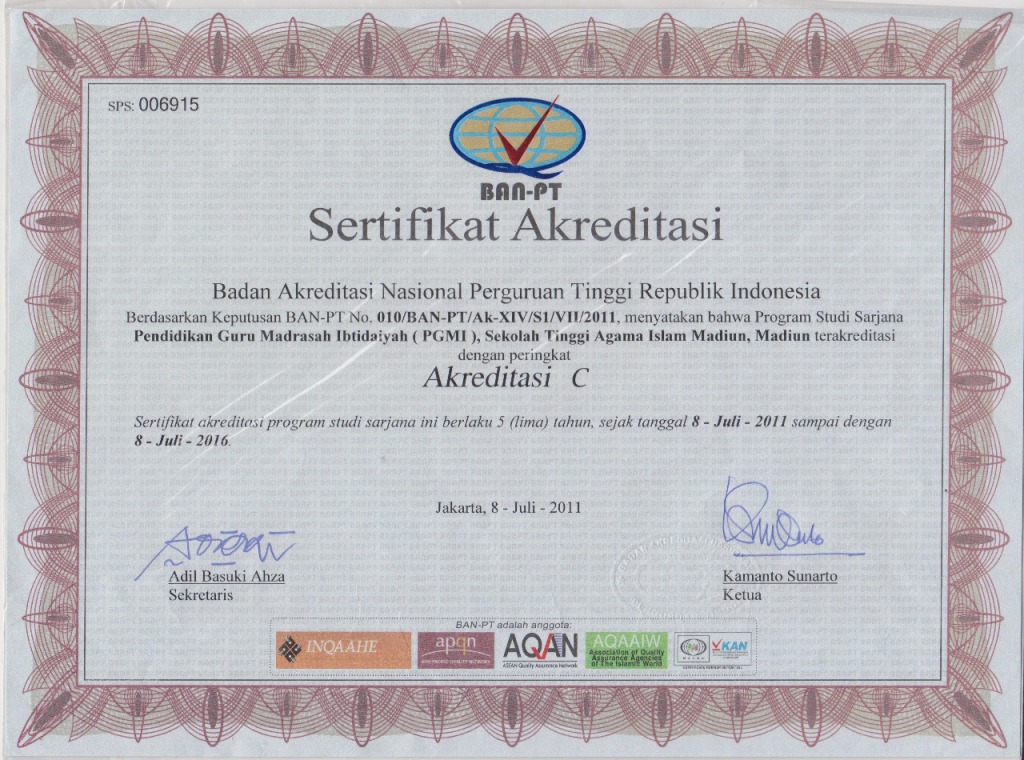 SPS: 006915
BAN-PT
Sertifikat Akreditasi
Badan Akreditasi Nasional Perguruan Tinggi Republik Indonesia
Berdasarkan Keputusan BAN-PT No. 010/BAN-PT/Ak-XIV/S1/VII/2011, menyatakan bahwa Program Studi Sarjana
Pendidikan Guru Madrasah Ibtidaiyah ( PGMI ), Sekolah Tinggi Agama Islam Madiun, Madiun terakreditasi
dengan peringkat
Akreditasi C
Sertifikat akreditasi program studi sarjana ini berlaku 5 (lima) tahun, sejak tanggal 8 - Juli - 2011 sampai dengan
8 - Juli - 2016.
Jakarta, 8 - Juli - 2011
Adil Basuki Ahza
Sekretaris
Kamanto Sunarto
Ketua
BAN-PT adalah anggota:
INQAAHE
apqn
ASIA-PACIFIC QUALITY NETWORK
AQAN
ASEAN Quality Assurance Network
AQAAIW
Association of Quality
Assurance Agencies
of The Islamic World
KAN